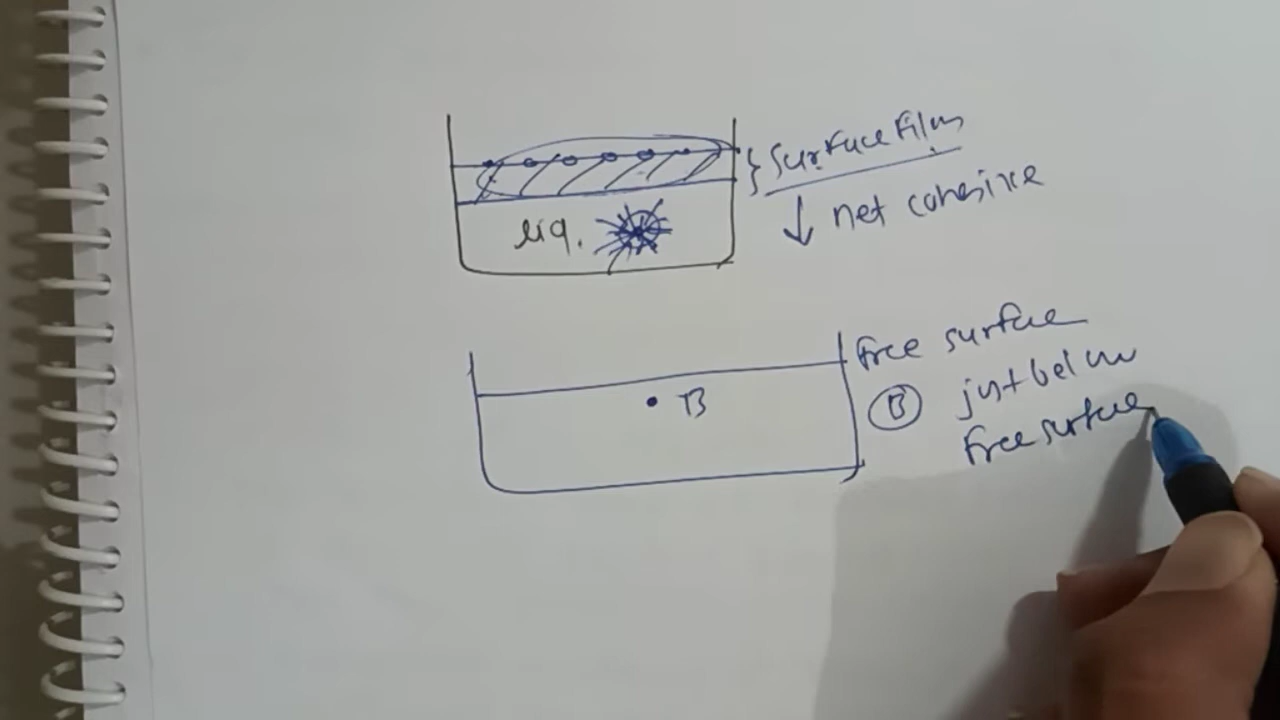 } Surface Film
↓ net cohesive
liq.
Free surface
• B
Ⓑ just below
Free surface